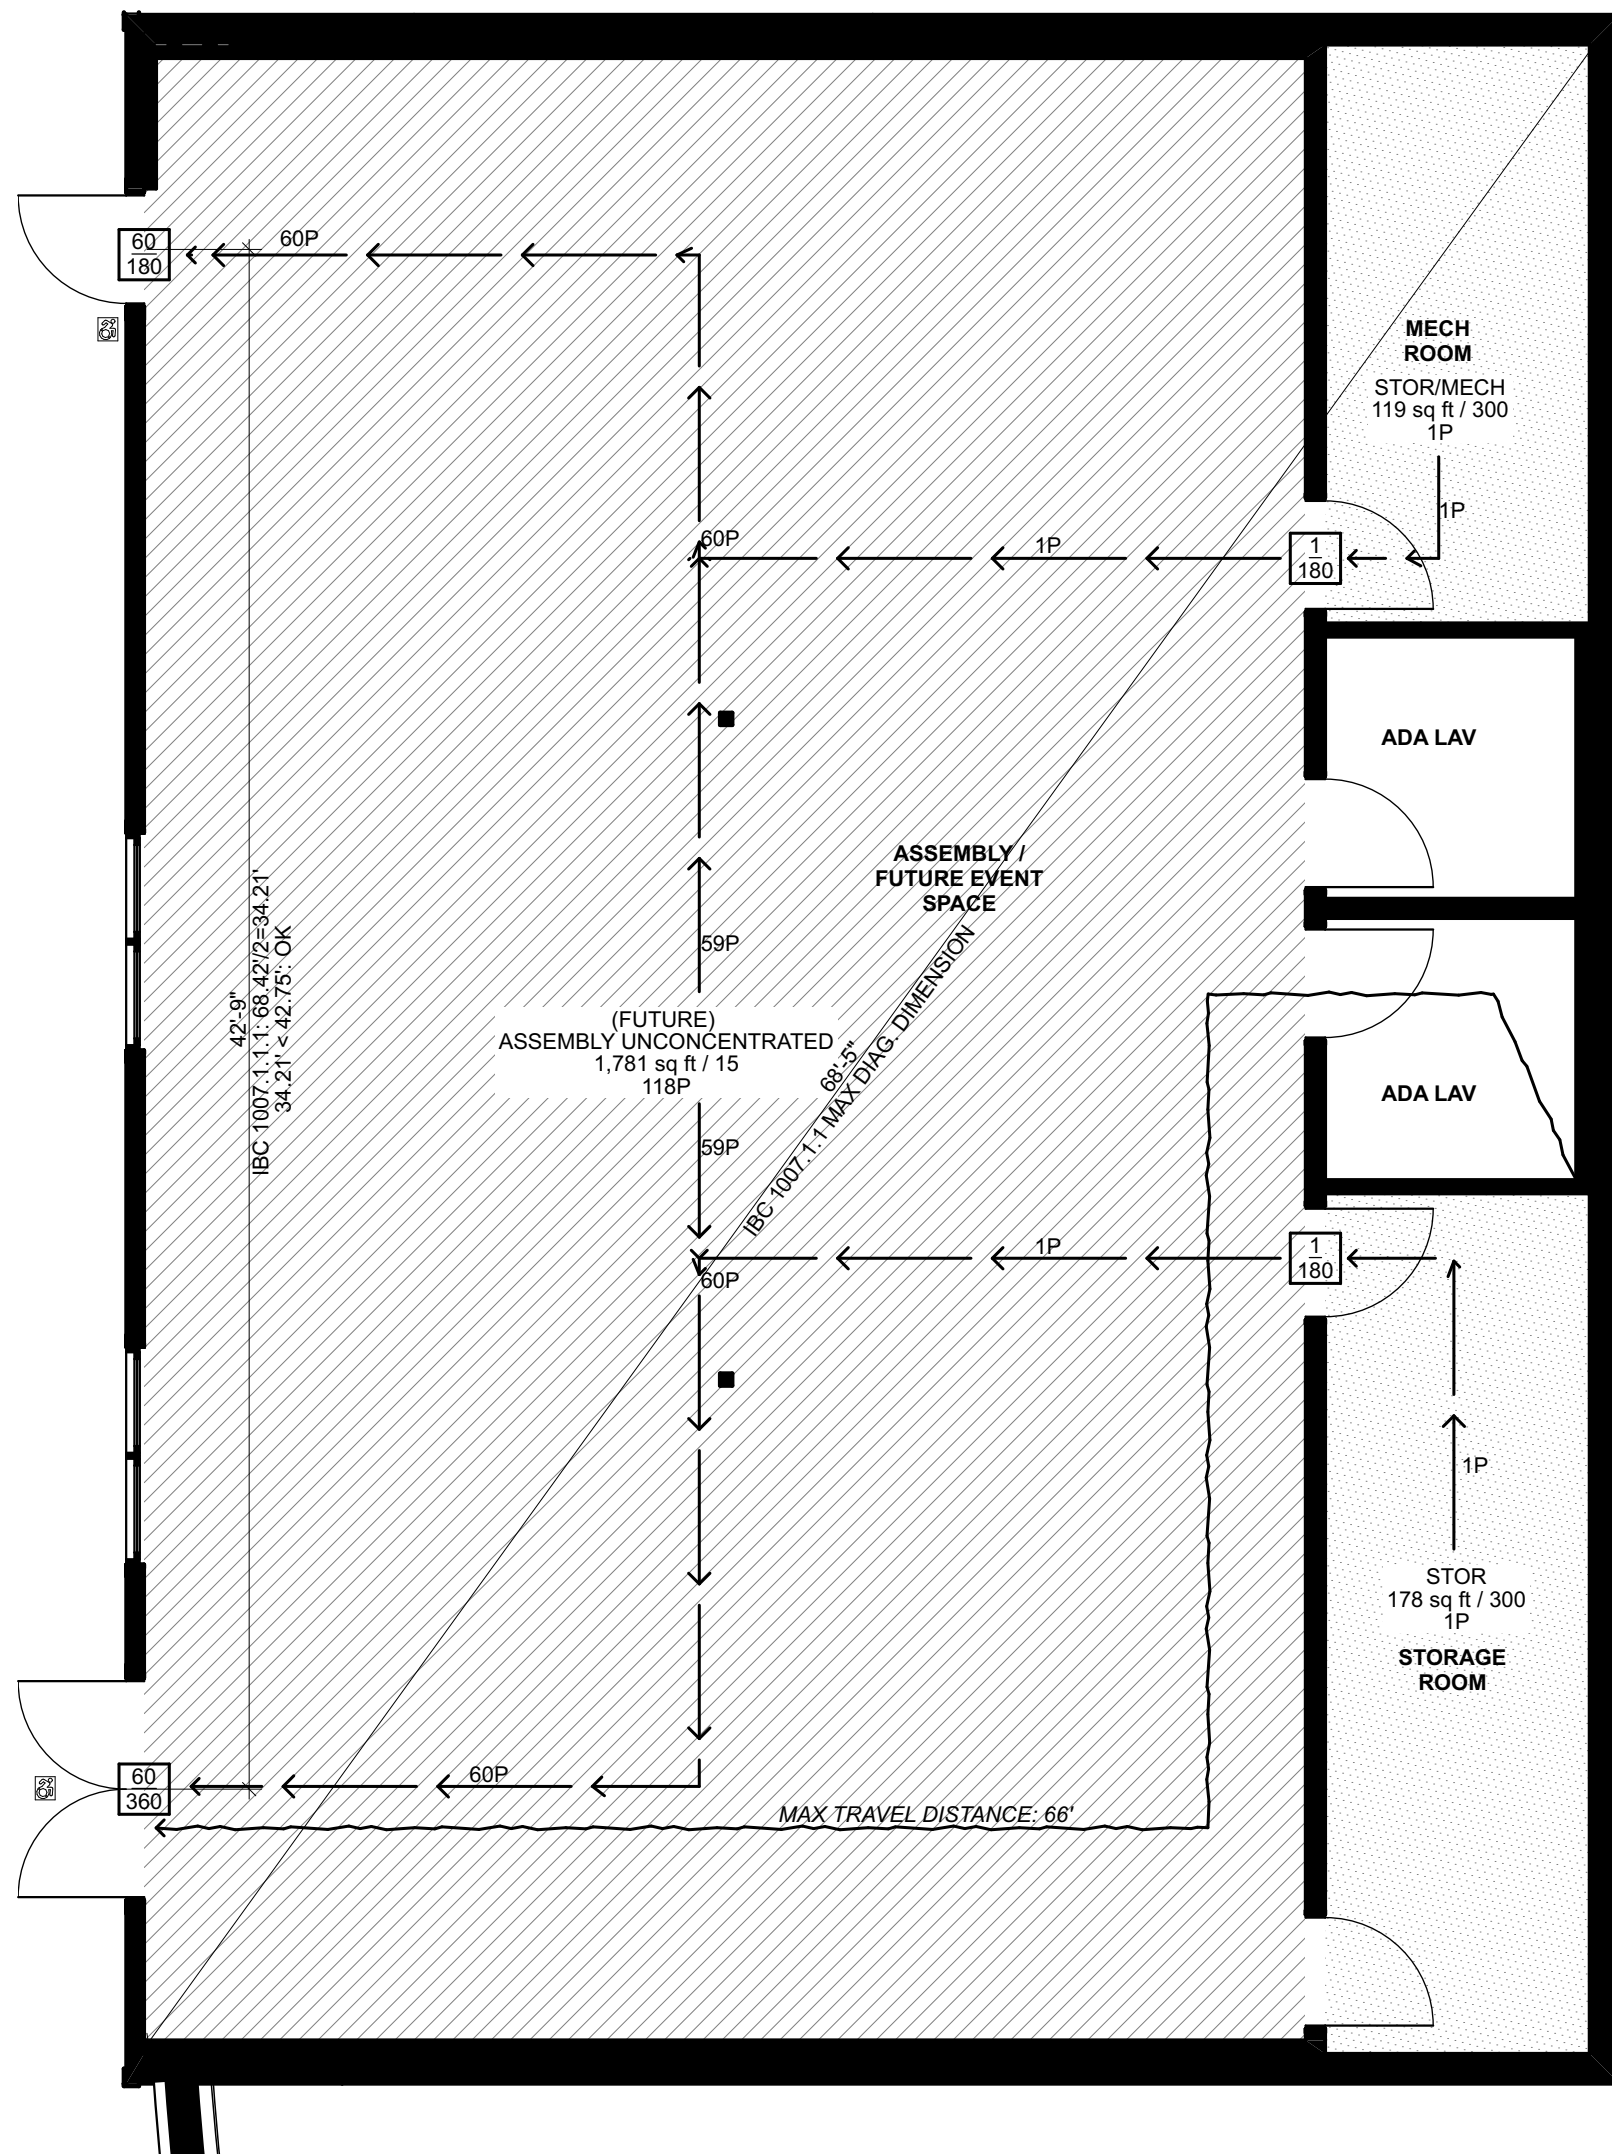 60
180
60P
MECH
ROOM
STOR/MECH
119 sq ft / 300
1P
1P
60P
1P
1
180
ADA LAV
ASSEMBLY /
FUTURE EVENT
SPACE
42'-9"
IBC 1007.1.1.1: 68.42'/2=34.21'
34.21' < 42.75': OK
59P
(FUTURE)
ASSEMBLY UNCONCENTRATED
1,781 sq ft / 15
118P
68'-5"
IBC 1007.1.1 MAX DIAG. DIMENSION
ADA LAV
59P
1P
1
180
60P
1P
STOR
178 sq ft / 300
1P
STORAGE
ROOM
60
360
60P
MAX TRAVEL DISTANCE: 66'